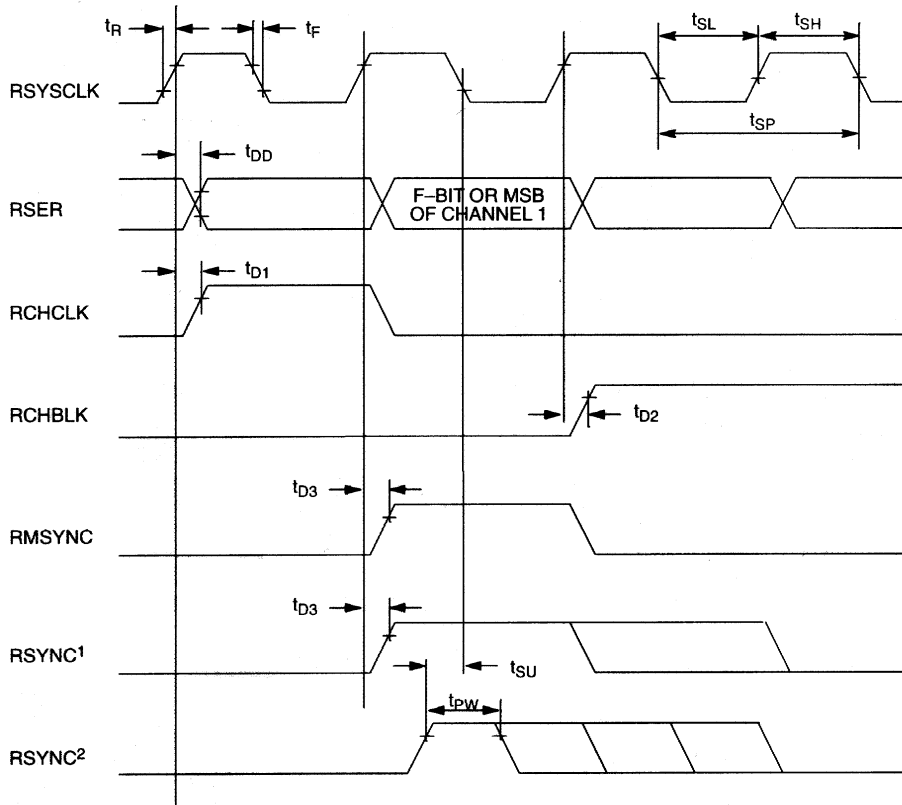 tR
tF
tSL
tSH
RSYSCLK
tSP
tDD
RSER
F–BIT OR MSB
OF CHANNEL 1
tD1
RCHCLK
RCHBLK
tD2
tD3
RMSYNC
tD3
RSYNC1
tSU
tPW
RSYNC2